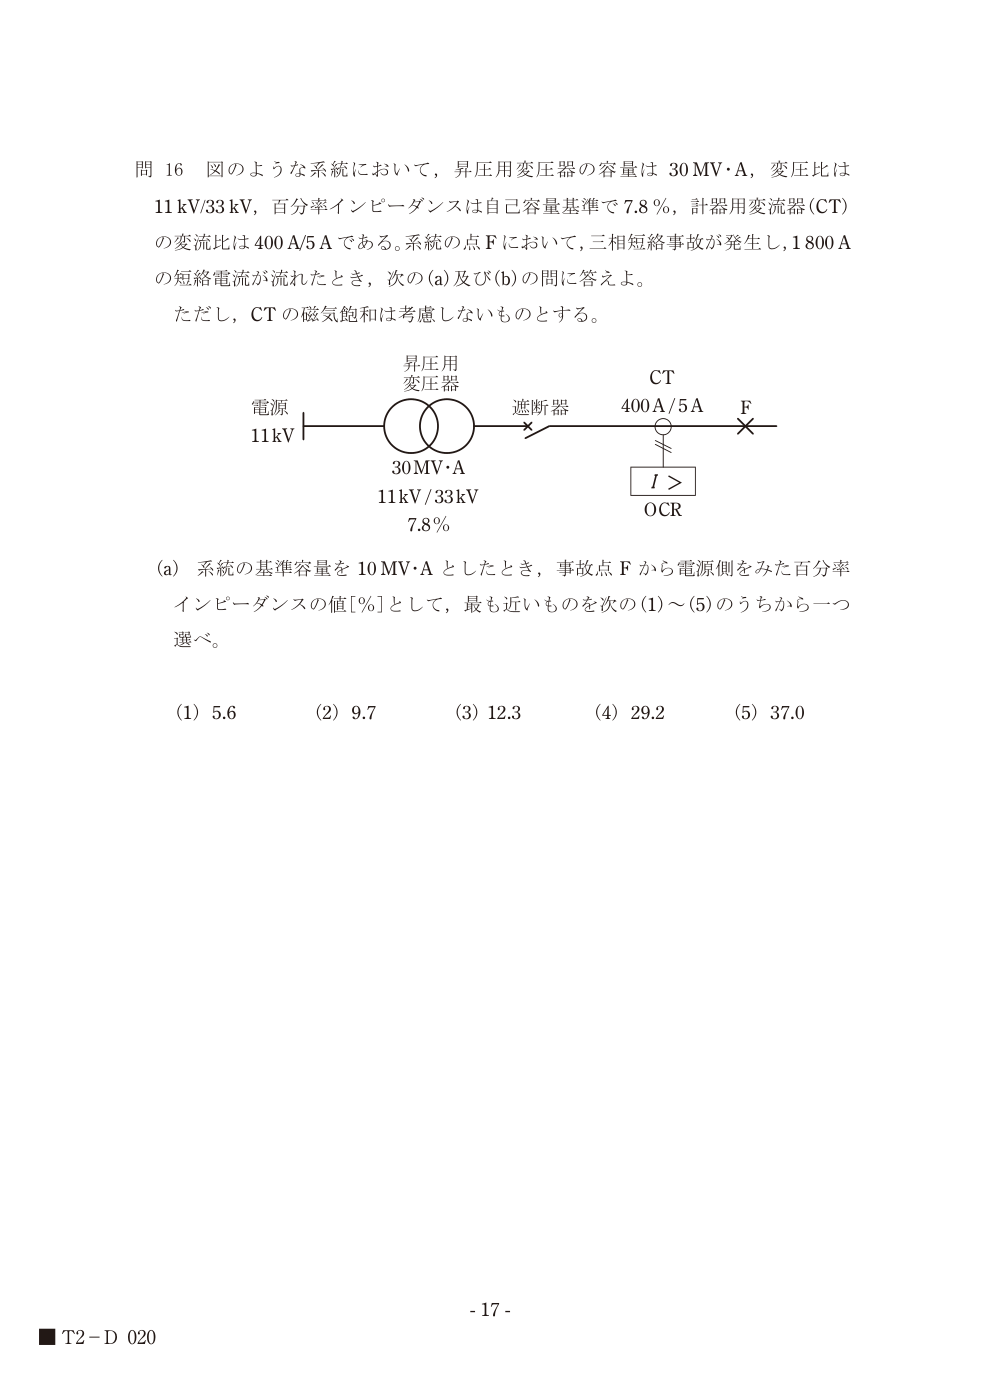 問 16　図のような系統において，昇圧用変圧器の容量は 30 MV･A，変圧比は
11 kV/33 kV，百分率インピーダンスは自己容量基準で 7.8 %，計器用変流器(CT)
の変流比は 400 A/5 A である。系統の点 F において，三相短絡事故が発生し，1 800 A
の短絡電流が流れたとき，次の(a)及び(b)の問に答えよ。
ただし，CT の磁気飽和は考慮しないものとする。
昇圧用
変圧器
CT
電源
遮断器
400 A / 5 A
F
11 kV
30 MV･A
I ＞
11 kV / 33 kV
OCR
7.8 %
(a)　系統の基準容量を 10 MV･A としたとき，事故点 F から電源側をみた百分率
インピーダンスの値[%]として，最も近いものを次の(1)～(5)のうちから一つ
選べ。
(1) 5.6　(2) 9.7　(3) 12.3　(4) 29.2　(5) 37.0
- 17 -
■ T2－D 020